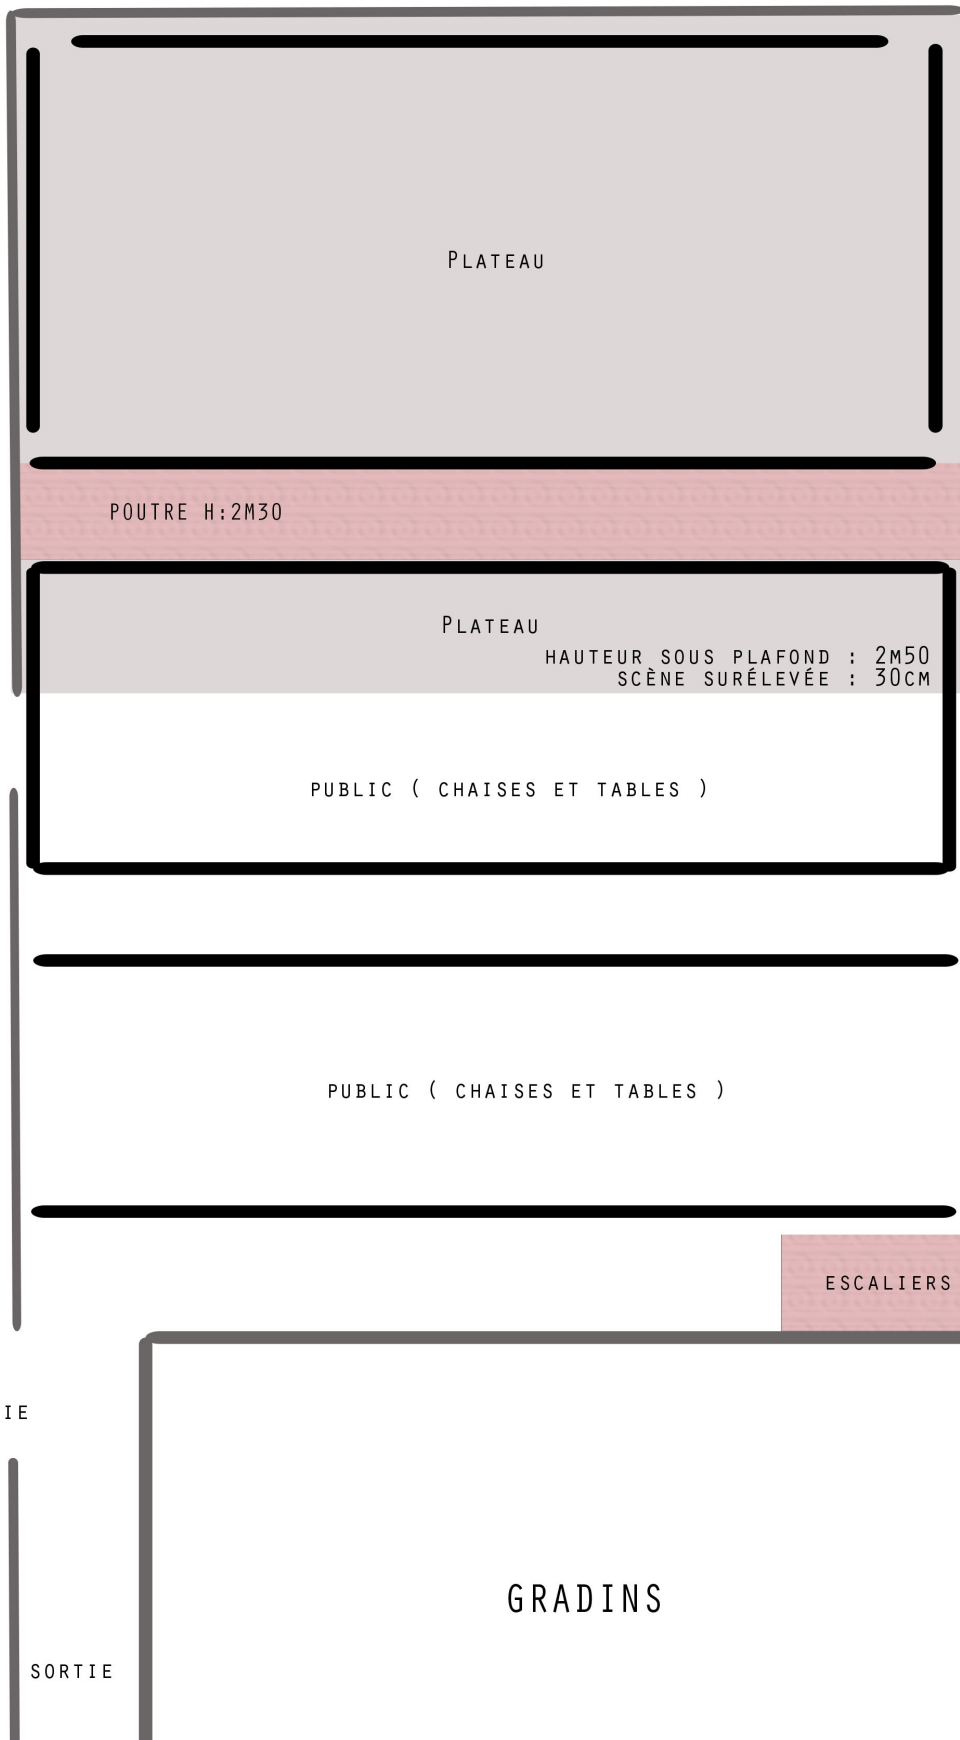 Plateau
POUTRE H:2M30
Plateau
HAUTEUR SOUS PLAFOND : 2M50
SCÈNE SURÉLEVÉE : 30CM
PUBLIC ( CHAISES ET TABLES )
PUBLIC ( CHAISES ET TABLES )
ESCALIERS
IE
GRADINS
SORTIE